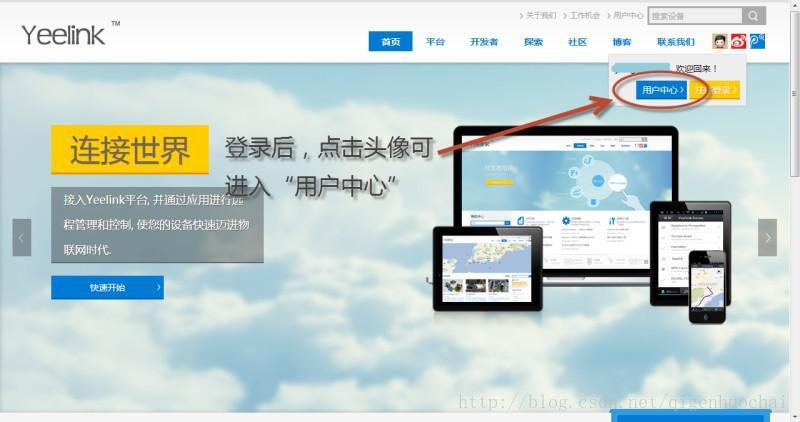 关于我们 工作机会 用户中心 搜索设备
Yeelink™
首页 平台 开发者 探索 社区 博客 联系我们
欢迎回来！
用户中心
登录
连接世界
登录后，点击头像可
进入“用户中心”
接入Yeelink平台, 并通过应用进行远
程管理和控制, 使您的设备快速迈进物
联网时代.
快速开始
http://blog.csdn.net/qigenhuochai